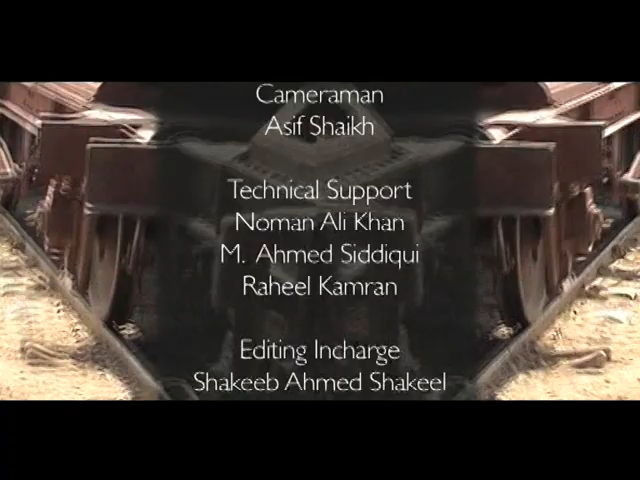 Cameraman
Asif Shaikh
Technical Support
Noman Ali Khan
M. Ahmed Siddiqui
Raheel Kamran
Editing Incharge
Shakeeb Ahmed Shakeel